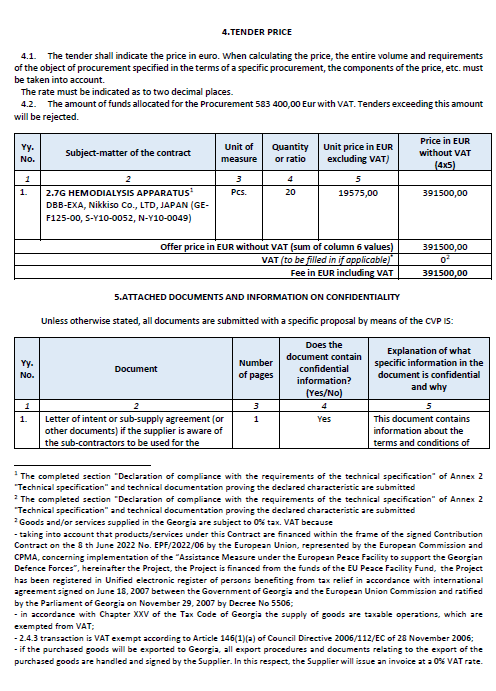 4.TENDER PRICE
4.1. The tender shall indicate the price in euro. When calculating the price, the entire volume and requirements
of the object of procurement specified in the terms of a specific procurement, the components of the price, etc. must
be taken into account.
The rate must be indicated as to two decimal places.
4.2. The amount of funds allocated for the Procurement 583 400,00 Eur with VAT. Tenders exceeding this amount
will be rejected.
Yy. No. Subject-matter of the contract Unit of measure Quantity or ratio Unit price in EUR excluding VAT) Price in EUR without VAT (4x5)
1 2 3 4 5
1. 2.7G HEMODIALYSIS APPARATUS¹ Pcs. 20 19575,00 391500,00
DBB-EXA, Nikkiso Co., LTD, JAPAN (GE-
F125-00, S-Y10-0052, N-Y10-0049)
Offer price in EUR without VAT (sum of column 6 values) 391500,00
VAT (to be filled in if applicable)* 0²
Fee in EUR including VAT 391500,00
5.ATTACHED DOCUMENTS AND INFORMATION ON CONFIDENTIALITY
Unless otherwise stated, all documents are submitted with a specific proposal by means of the CVP IS:
Yy. No. Document Number of pages Does the document contain confidential information? (Yes/No) Explanation of what specific information in the document is confidential and why
1 2 3 4 5
1. Letter of intent or sub-supply agreement (or 1 Yes This document contains
other documents) if the supplier is aware of information about the
the sub-contractors to be used for the terms and conditions of
¹ The completed section "Declaration of compliance with the requirements of the technical specification" of Annex 2
"Technical specification" and technical documentation proving the declared characteristic are submitted
² The completed section "Declaration of compliance with the requirements of the technical specification" of Annex 2
"Technical specification" and technical documentation proving the declared characteristic are submitted
² Goods and/or services supplied in the Georgia are subject to 0% tax. VAT because
- taking into account that products/services under this Contract are financed within the frame of the signed Contribution
Contract on the 8 th June 2022 No. EPF/2022/06 by the European Union, represented by the European Commission and
CPMA, concerning implementation of the "Assistance Measure under the European Peace Facility to support the Georgian
Defence Forces", hereinafter the Project, the Project is financed from the funds of the EU Peace Facility Fund, the Project
has been registered in Unified electronic register of persons benefiting from tax relief in accordance with international
agreement signed on June 18, 2007 between the Government of Georgia and the European Union Commission and ratified
by the Parliament of Georgia on November 29, 2007 by Decree No 5506;
- in accordance with Chapter XXV of the Tax Code of Georgia the supply of goods are taxable operations, which are
exempted from VAT;
- 2.4.3 transaction is VAT exempt according to Article 146(1)(a) of Council Directive 2006/112/EC of 28 November 2006;
- if the purchased goods will be exported to Georgia, all export procedures and documents relating to the export of the
purchased goods are handled and signed by the Supplier. In this respect, the Supplier will issue an invoice at a 0% VAT rate.